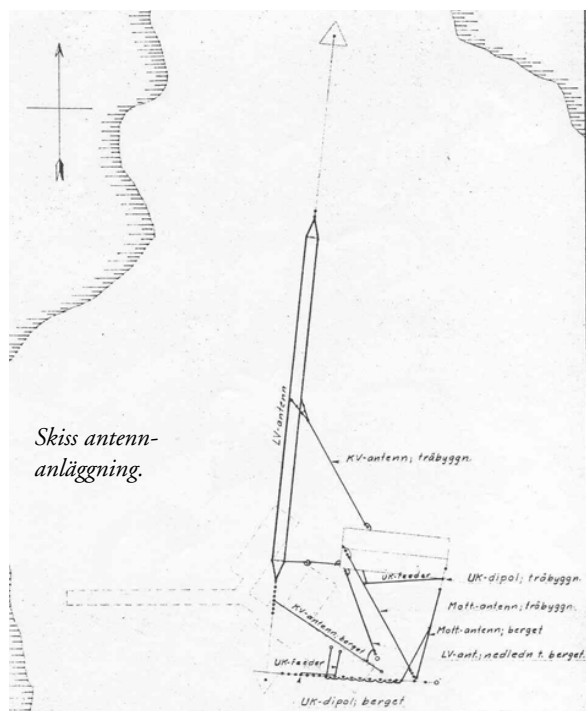 LV-antenn
Skiss antenn-
anläggning.
KV-antenn; träbyggn.
UK-feeder
UK-dipol; träbyggn.
Mott-antenn; träbyggn.
KV-antenn, berget
Mott-antenn; berget
LV-ant.; nedledn t. berget.
UK-feeder
UK-dipol; berget